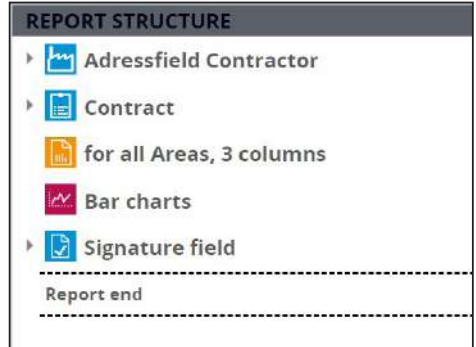 REPORT STRUCTURE
Adressfield Contractor
Contract
for all Areas, 3 columns
Bar charts
Signature field
Report end